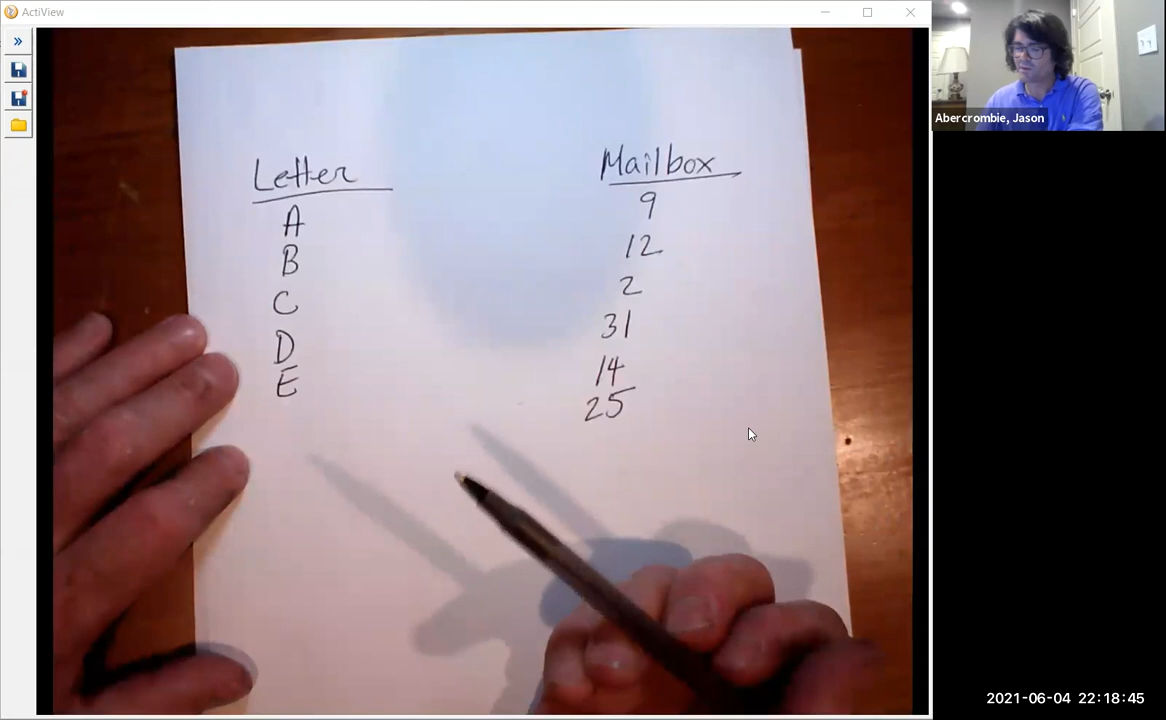 ActiView
Abercrombie, Jason
Letter Mailbox
A 9
B 12
C 2
D 31
E 14
25
2021-06-04 22:18:45